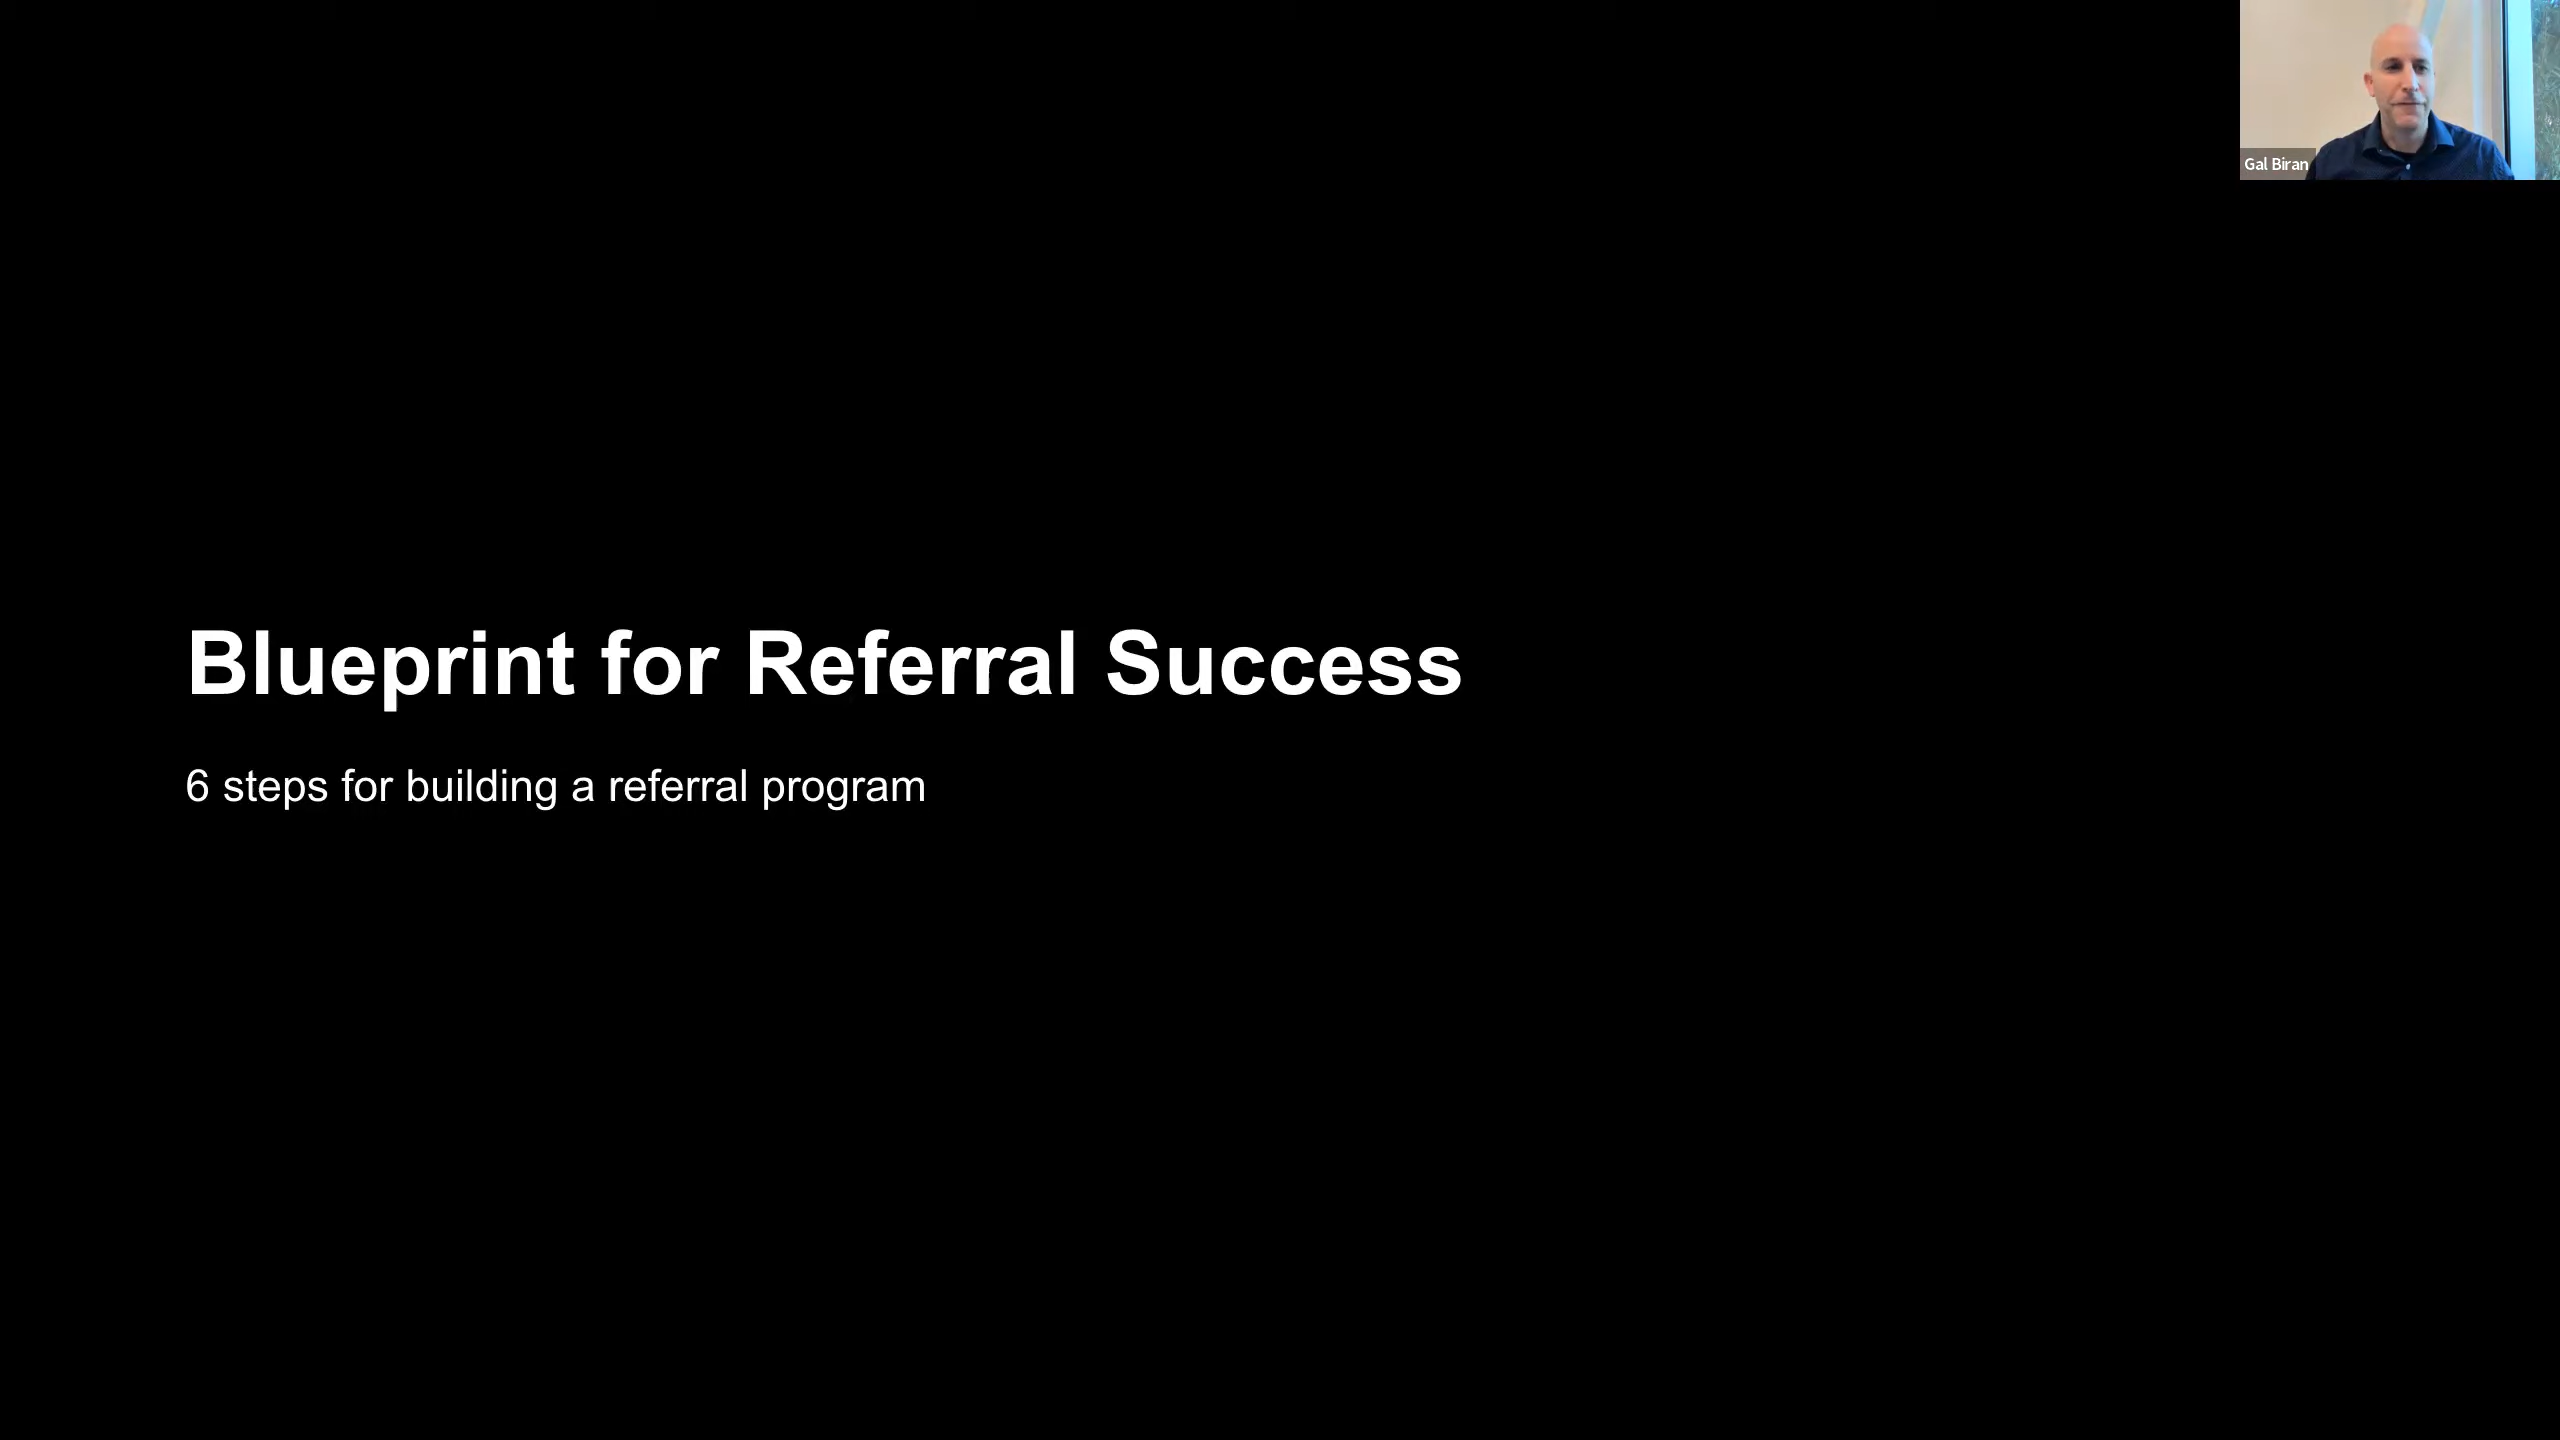 Gal Biran
Blueprint for Referral Success
6 steps for building a referral program